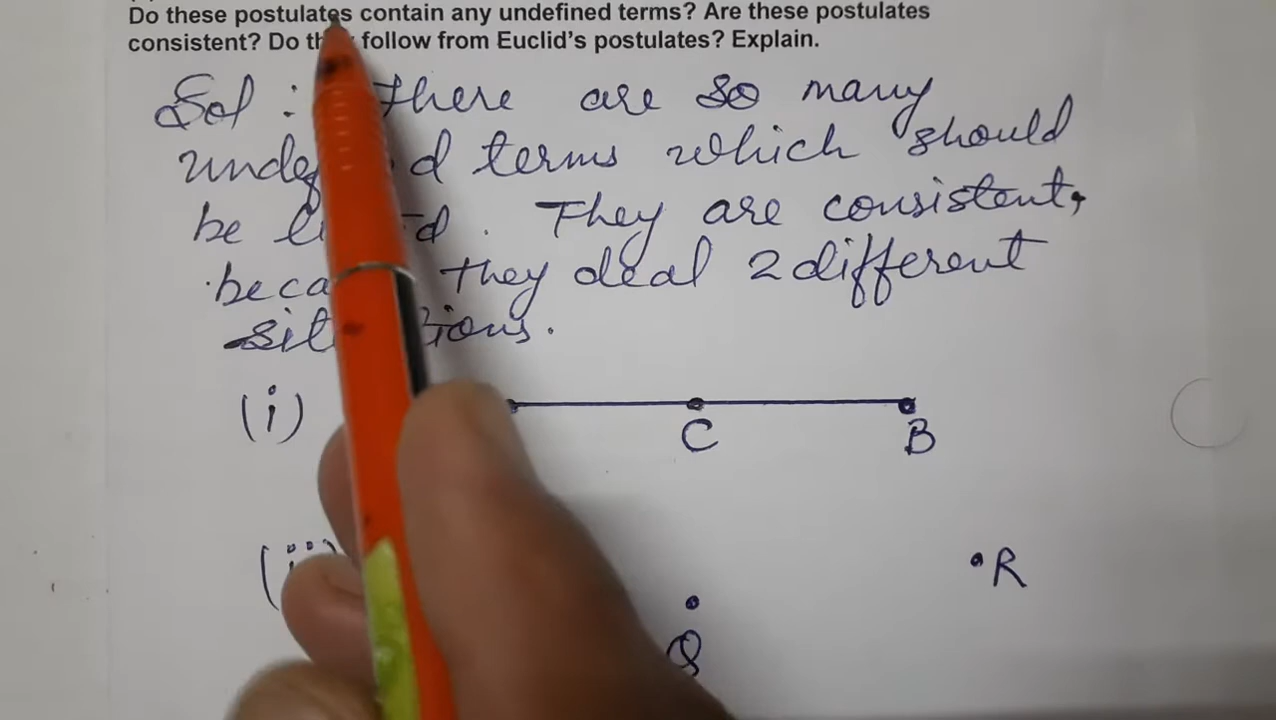 Do these postulates contain any undefined terms? Are these postulates
consistent? Do follow from Euclid's postulates? Explain.
Sol : There are so many
terms which should
be . They are consistent,
they deal 2 different
.
(i)
C
B
R
Q